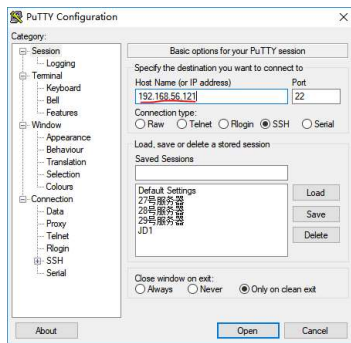 PuTTY Configuration
Category:
Session
Logging
Terminal
Keyboard
Bell
Features
Window
Appearance
Behaviour
Translation
Selection
Colours
Connection
Data
Proxy
Telnet
Rlogin
SSH
Serial
Basic options for your PuTTY session
Specify the destination you want to connect to
Host Name (or IP address) Port
192.168.56.121 22
Connection type:
Raw Telnet Rlogin SSH Serial
Load, save or delete a stored session
Saved Sessions
Default Settings
27号服务器
28号服务器
29号服务器
JD1
Load
Save
Delete
Close window on exit:
Always Never Only on clean exit
About Open Cancel